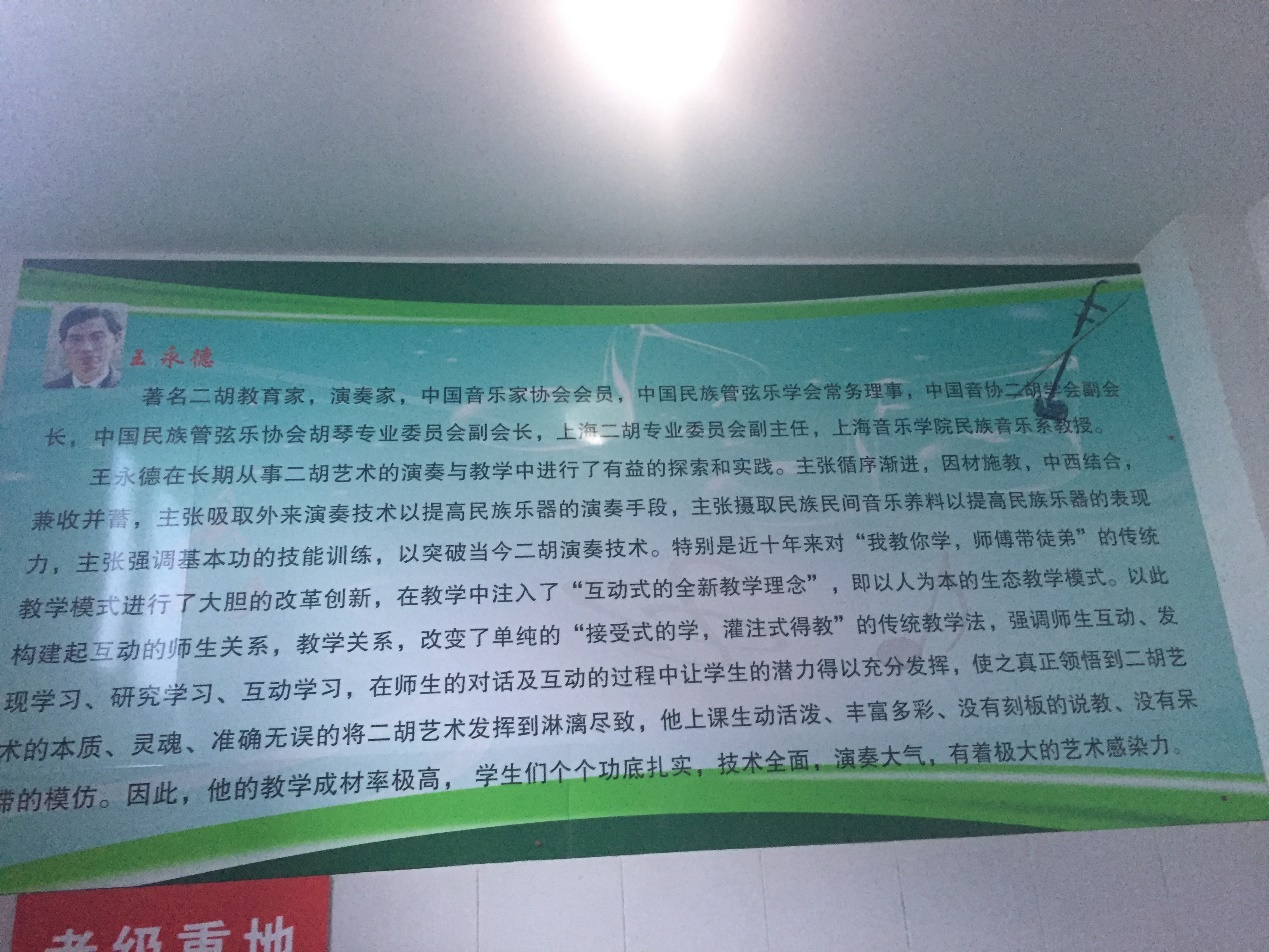 王永德
著名二胡教育家，演奏家，中国音乐家协会会员，中国民族管弦乐学会常务理事，中国音协二胡学会副会
长，中国民族管弦乐协会胡琴专业委员会副会长，上海二胡专业委员会副主任，上海音乐学院民族音乐系教授。
王永德在长期从事二胡艺术的演奏与教学中进行了有益的探索和实践。主张循序渐进，因材施教，中西结合，
兼收并蓄，主张吸取外来演奏技术以提高民族乐器的演奏手段，主张摄取民族民间音乐养料以提高民族乐器的表现
力，主张强调基本功的技能训练，以突破当今二胡演奏技术。特别是近十年来对“我教你学，师傅带徒弟”的传统
教学模式进行了大胆的改革创新，在教学中注入了“互动式的全新教学理念”，即以人为本的生态教学模式。以此
构建起互动的师生关系，教学关系，改变了单纯的“接受式的学，灌注式得教”的传统教学法，强调师生互动、发
现学习、研究学习、互动学习，在师生的对话及互动的过程中让学生的潜力得以充分发挥，使之真正领悟到二胡艺
术的本质、灵魂、准确无误的将二胡艺术发挥到淋漓尽致，他上课生动活泼、丰富多彩、没有刻板的说教、没有呆
滞的模仿。因此，他的教学成材率极高，学生们个个功底扎实，技术全面，演奏大气，有着极大的艺术感染力。
考级重地